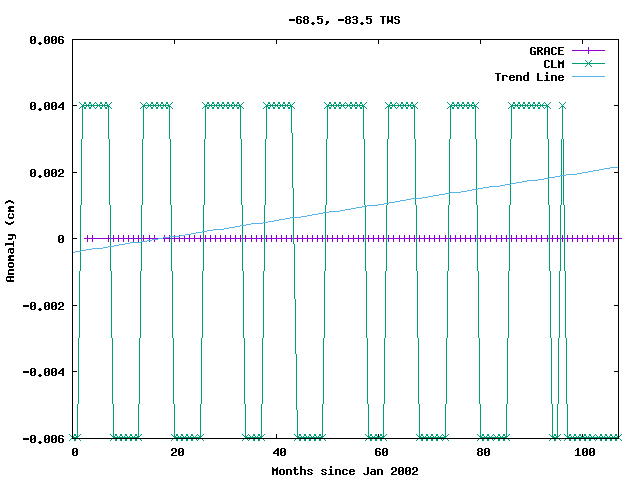 -68.5, -83.5 TWS
0.006
GRACE
CLM
Trend Line
0.004
0.002
0
-0.002
-0.004
-0.006
Anomaly (cm)
0 20 40 60 80 100
Months since Jan 2002